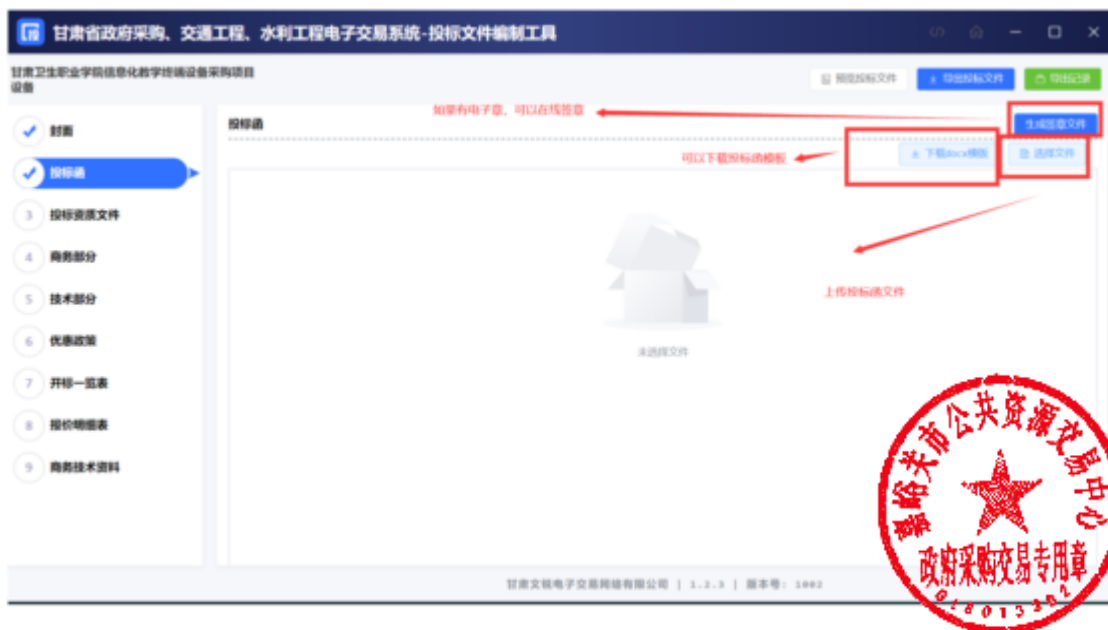 甘肃省政府采购、交通工程、水利工程电子交易系统-投标文件编制工具
甘肃卫生职业学院信息化教学终端设备采购项目
设备
预览投标文件
导出投标文件
导出记录
封面
投标函
3 投标资质文件
4 商务部分
5 技术部分
6 优惠政策
7 开标一览表
8 报价明细表
9 商务技术资料
投标函
如果有电子章，可以在线签章
生成签章文件
可以下载投标函模板
下载docx模版
选择文件
上传投标函文件
未选择文件
甘肃文锐电子交易网络有限公司 | 1.2.3 | 版本号: 1002
嘉峪关市公共资源交易中心
政府采购交易专用章